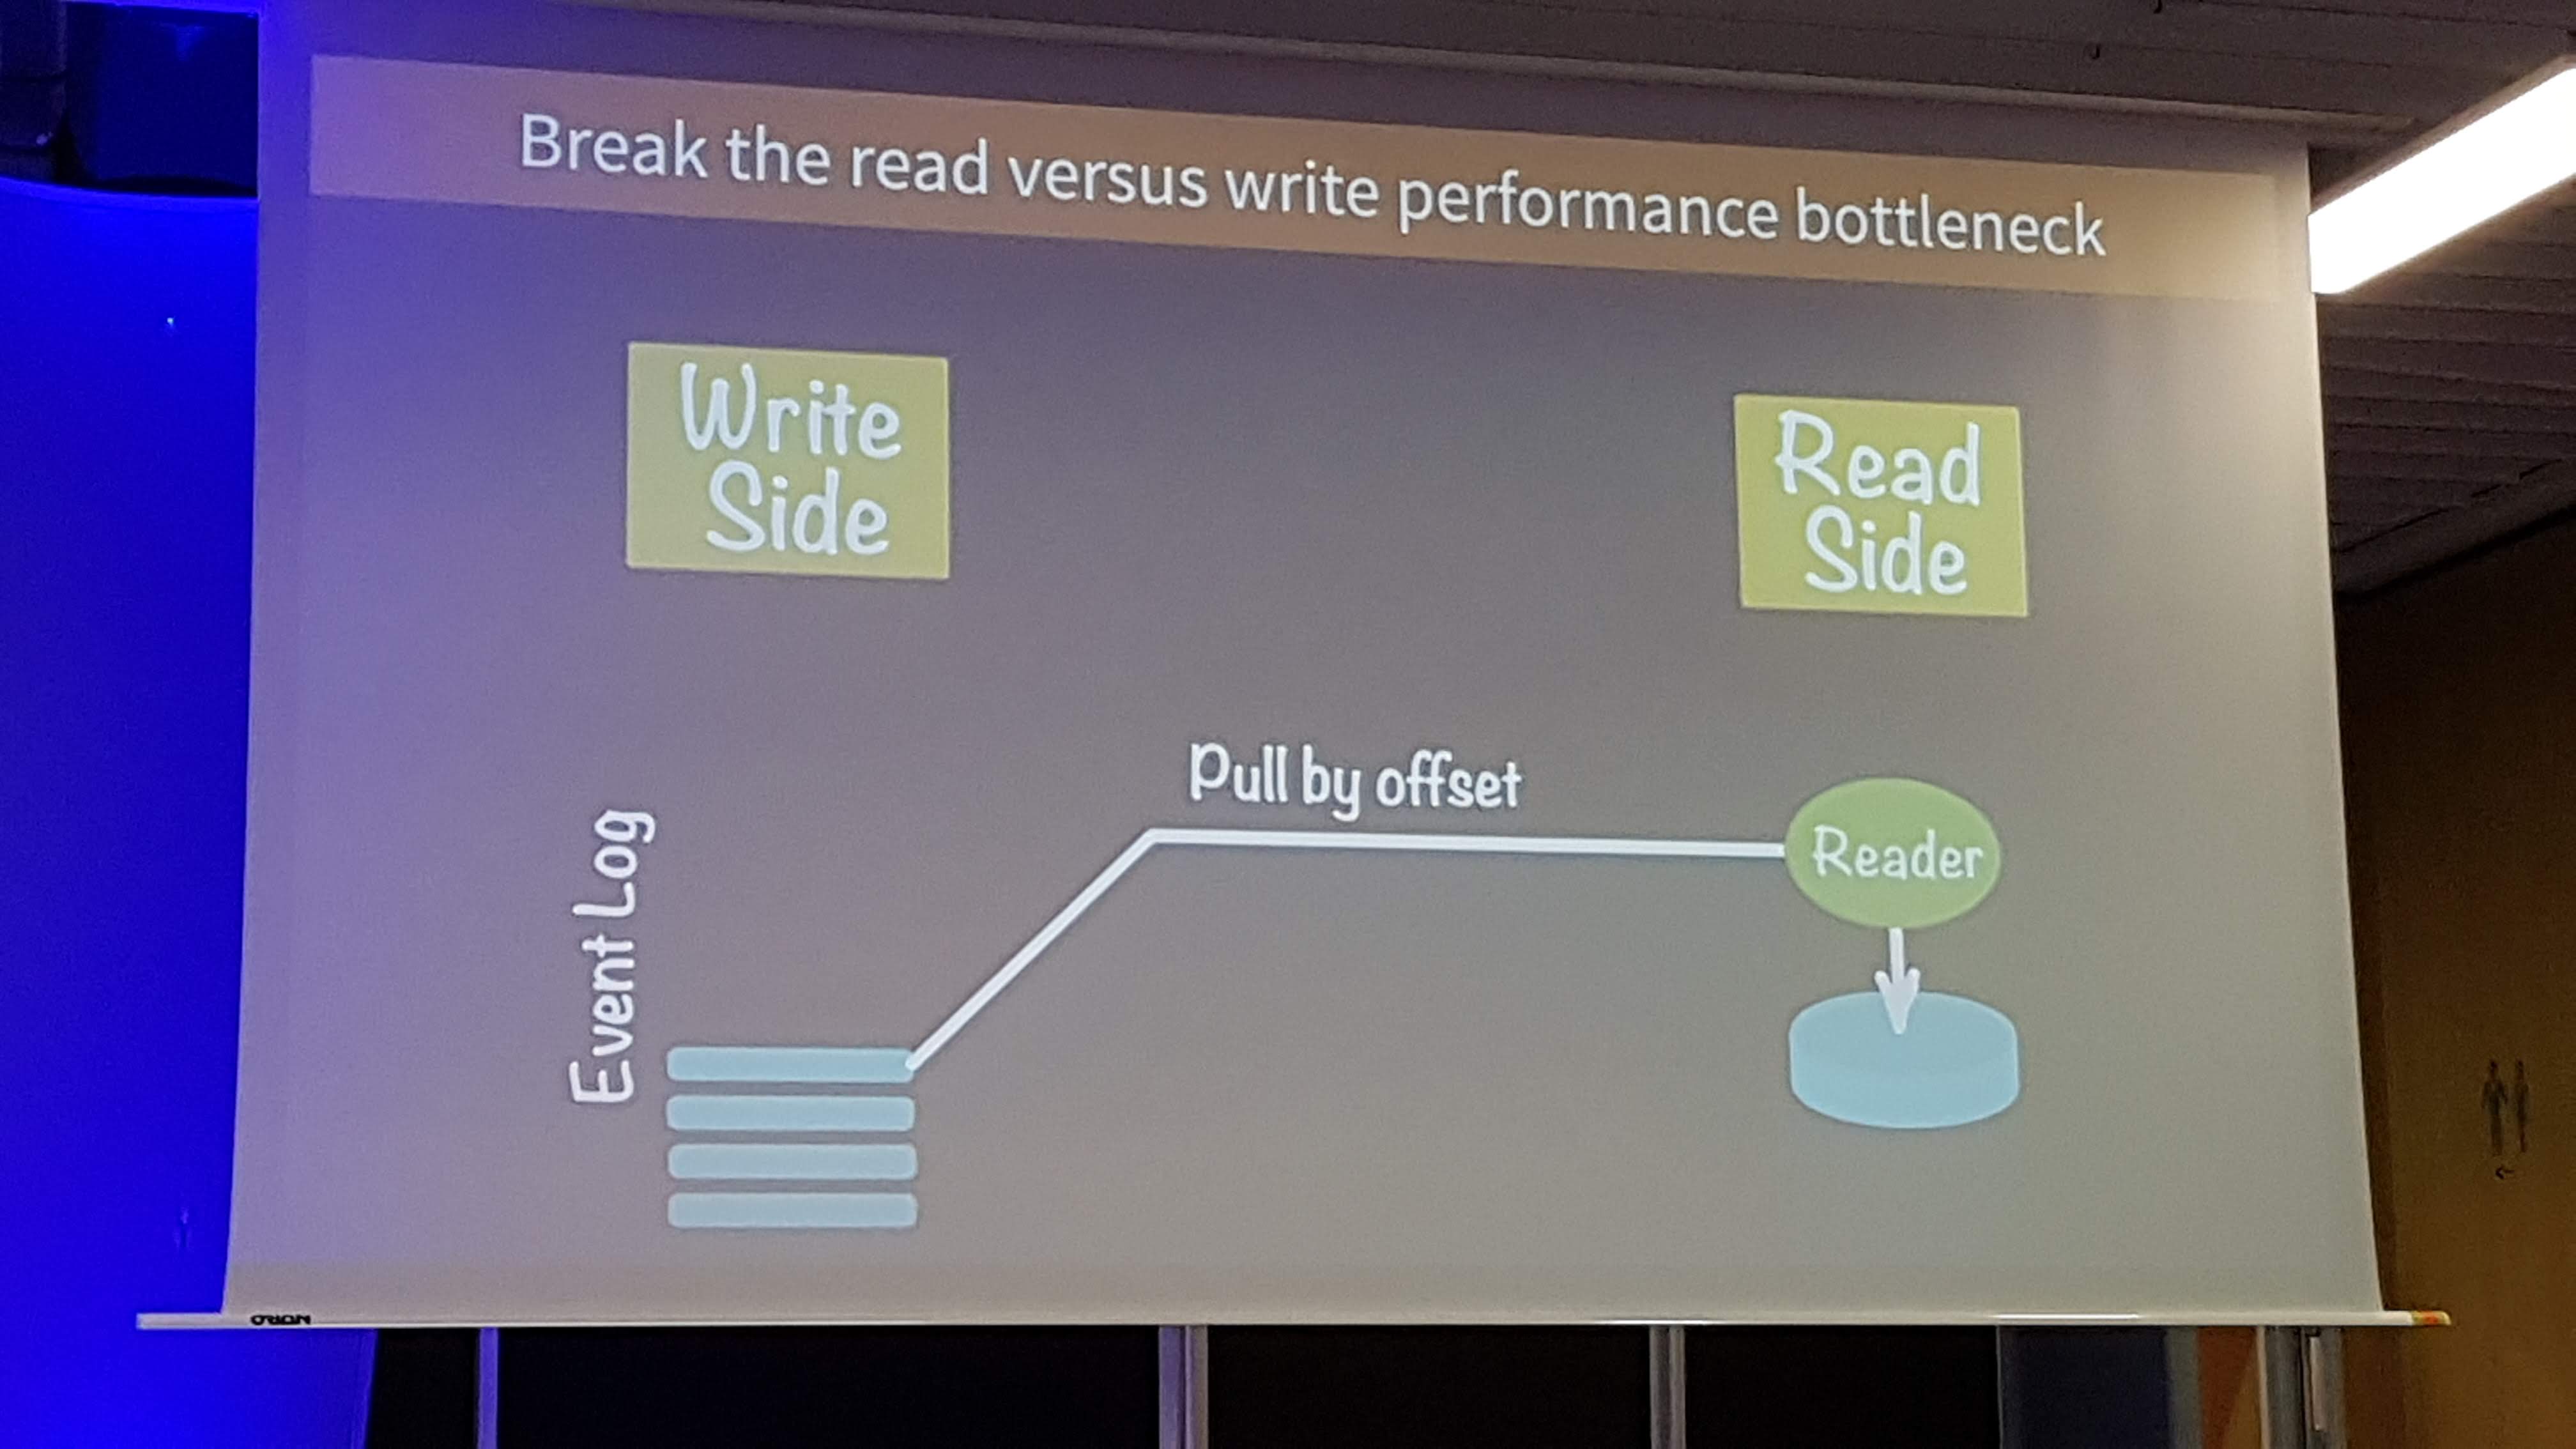 Break the read versus write performance bottleneck
Write
Side
Read
Side
Pull by offset
Event Log
Reader
ORION